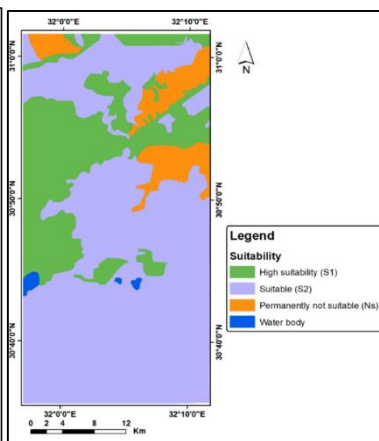 32°0'0"E 32°10'0"E
31°0'0"N 31°0'0"N
N
30°50'0"N 30°50'0"N
Legend
Suitability
High suitability (S1)
Suitable (S2)
Permanently not suitable (Ns)
Water body
30°40'0"N 30°40'0"N
32°0'0"E 32°10'0"E
0 2 4 8 12
Km